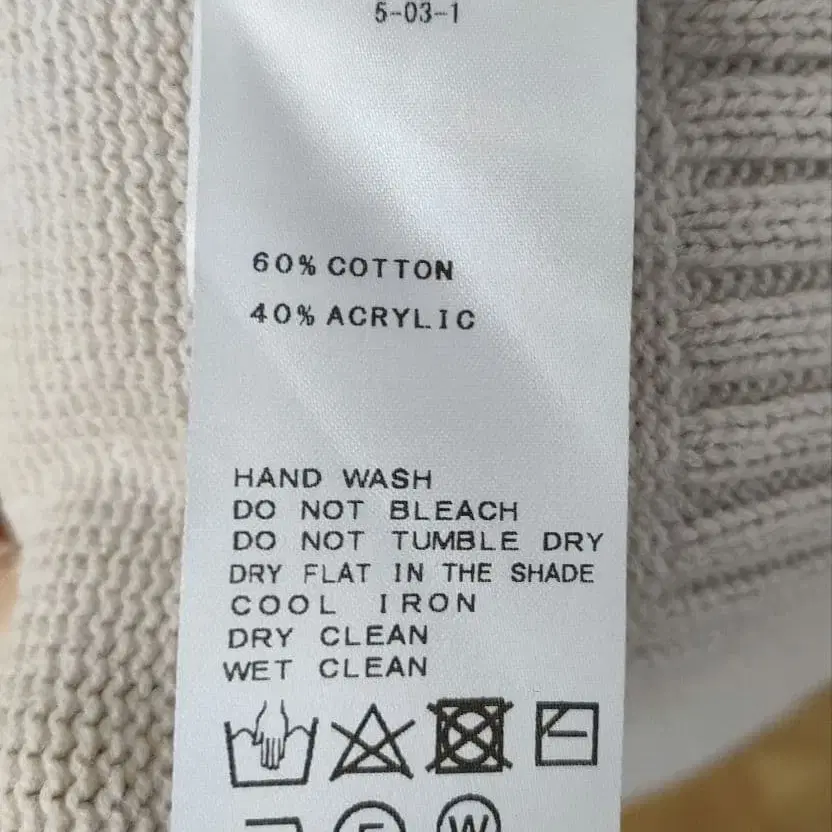 5-03-1
60% COTTON
40% ACRYLIC
HAND WASH
DO NOT BLEACH
DO NOT TUMBLE DRY
DRY FLAT IN THE SHADE
COOL IRON
DRY CLEAN
WET CLEAN
W